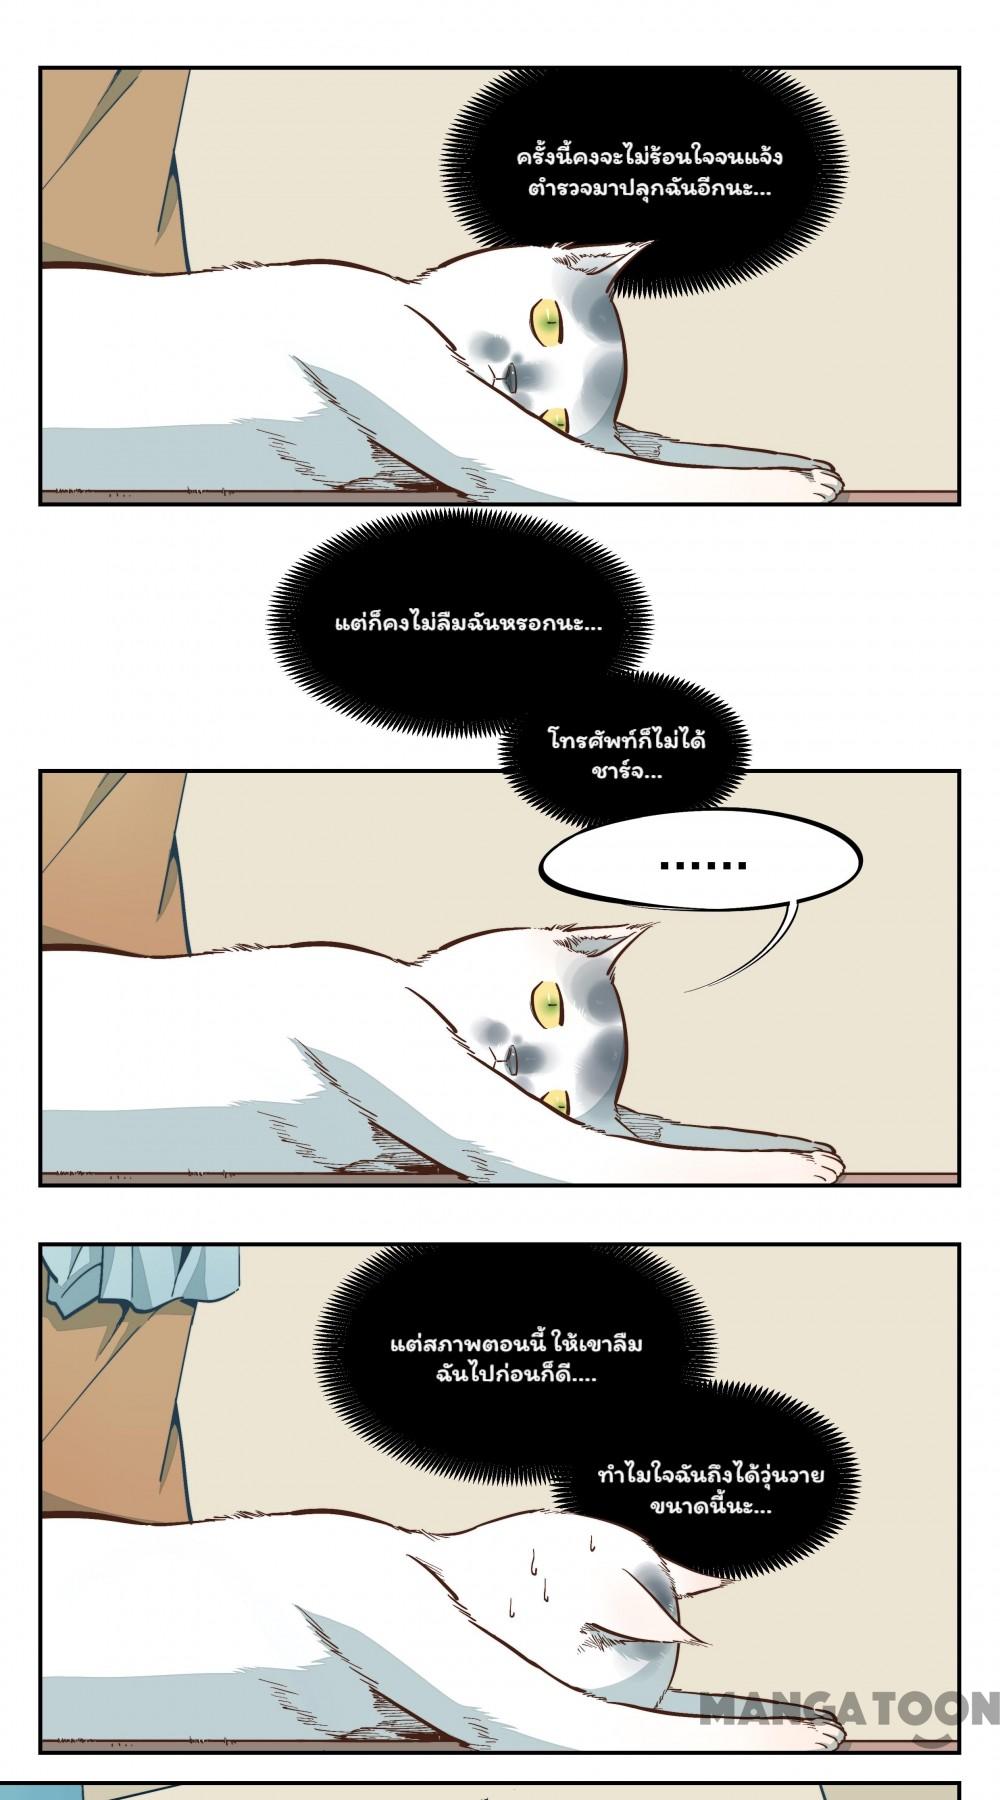 ครั้งนี้คงจะไม่ร้อนใจจนแจ้ง
ตำรวจมาปลุกฉันอีกนะ...
แต่ก็คงไม่ลืมฉันหรอกนะ...
โทรศัพท์ก็ไม่ได้
ชาร์จ...
......
แต่สภาพตอนนี้ ให้เขาลืม
ฉันไปก่อนก็ดี....
ทำไมใจฉันถึงได้วุ่นวาย
ขนาดนี้นะ...
MANGATOON